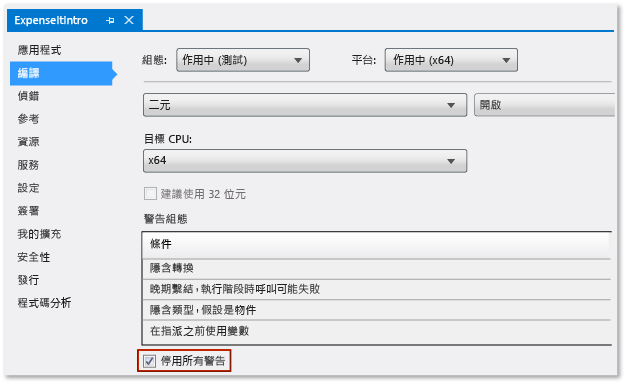 ExpenseItIntro
應用程式
編譯
偵錯
參考
資源
服務
設定
簽署
我的擴充
安全性
發行
程式碼分析
組態: 作用中 (測試) 平台: 作用中 (x64)
二元 開啟
目標 CPU:
x64
建議使用 32 位元
警告組態
條件
隱含轉換
晚期繫結，執行階段時呼叫可能失敗
隱含類型，假設是物件
在指派之前使用變數
停用所有警告